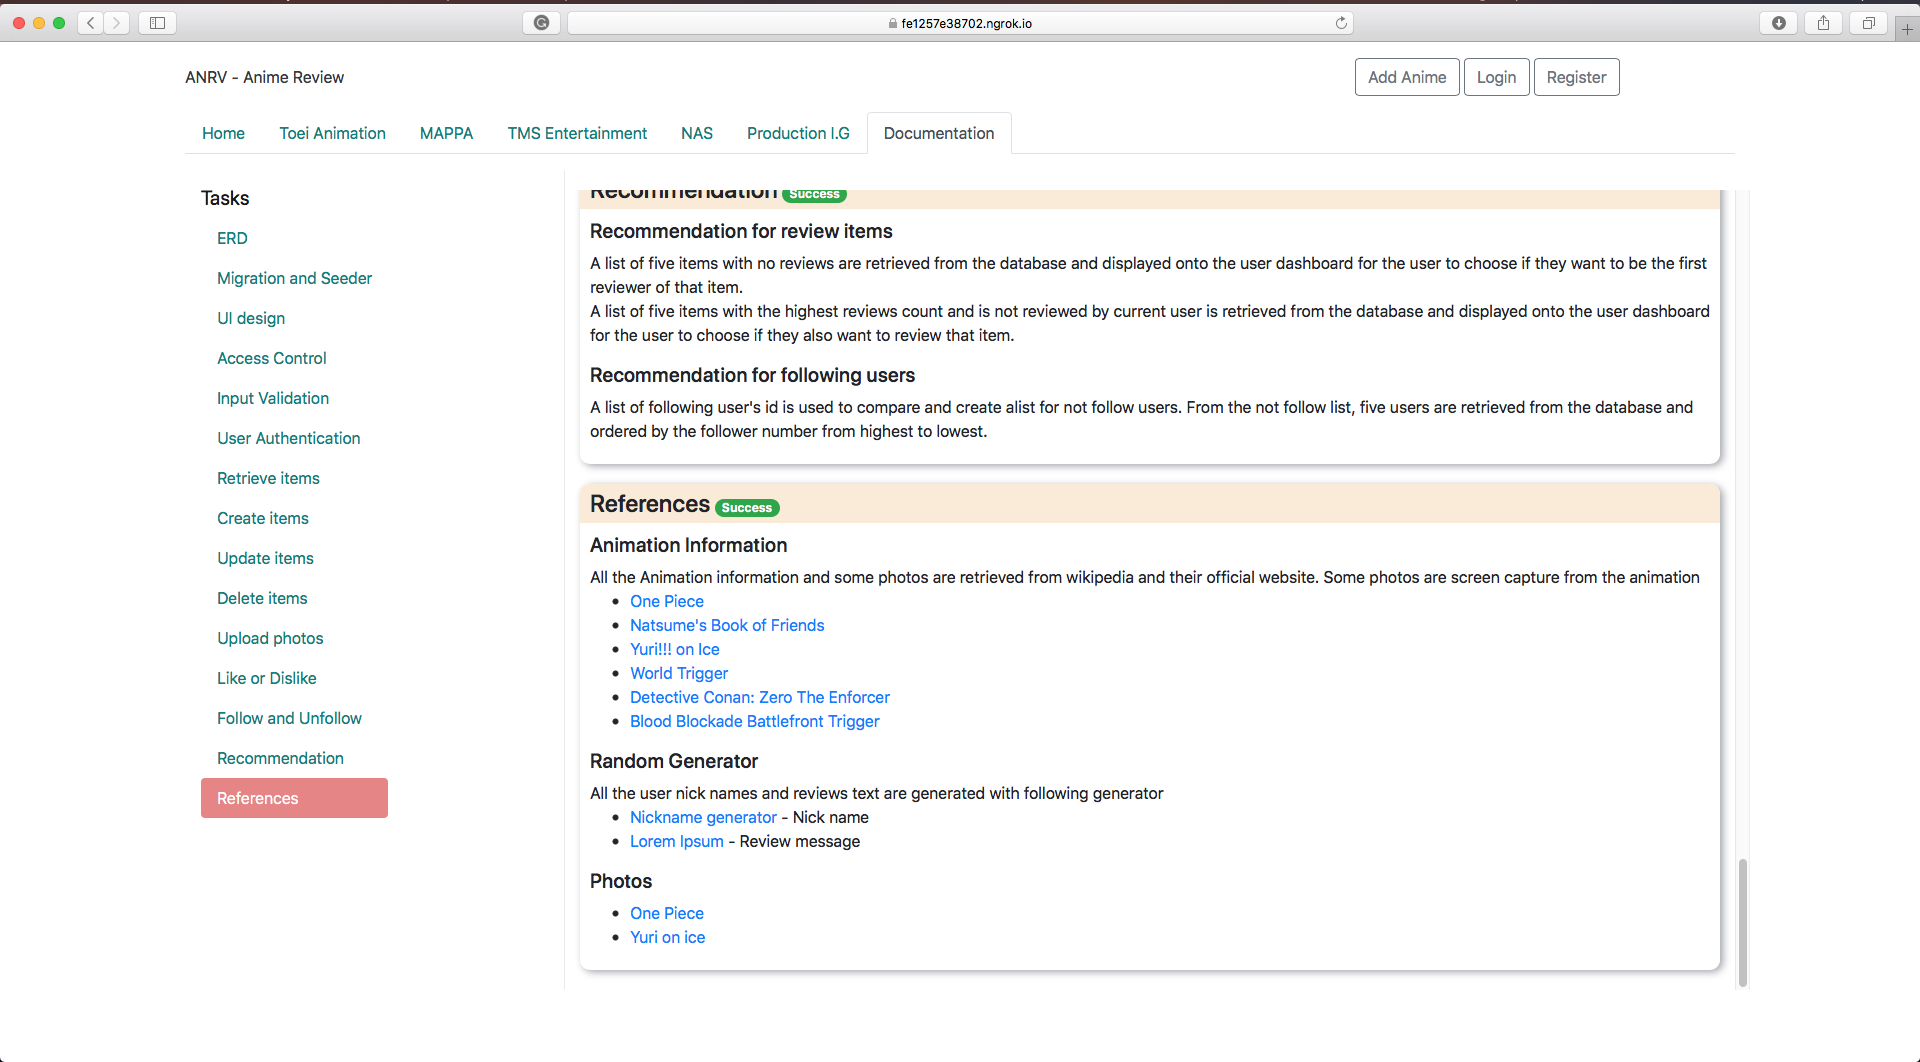 fe1257e38702.ngrok.io
ANRV - Anime Review
Add Anime
Login
Register
Home
Toei Animation
MAPPA
TMS Entertainment
NAS
Production I.G
Documentation
Tasks
ERD
Migration and Seeder
UI design
Access Control
Input Validation
User Authentication
Retrieve items
Create items
Update items
Delete items
Upload photos
Like or Dislike
Follow and Unfollow
Recommendation
References
Recommendation Success
Recommendation for review items
A list of five items with no reviews are retrieved from the database and displayed onto the user dashboard for the user to choose if they want to be the first
reviewer of that item.
A list of five items with the highest reviews count and is not reviewed by current user is retrieved from the database and displayed onto the user dashboard
for the user to choose if they also want to review that item.
Recommendation for following users
A list of following user's id is used to compare and create alist for not follow users. From the not follow list, five users are retrieved from the database and
ordered by the follower number from highest to lowest.
References Success
Animation Information
All the Animation information and some photos are retrieved from wikipedia and their official website. Some photos are screen capture from the animation
One Piece
Natsume's Book of Friends
Yuri!!! on Ice
World Trigger
Detective Conan: Zero The Enforcer
Blood Blockade Battlefront Trigger
Random Generator
All the user nick names and reviews text are generated with following generator
Nickname generator - Nick name
Lorem Ipsum - Review message
Photos
One Piece
Yuri on ice